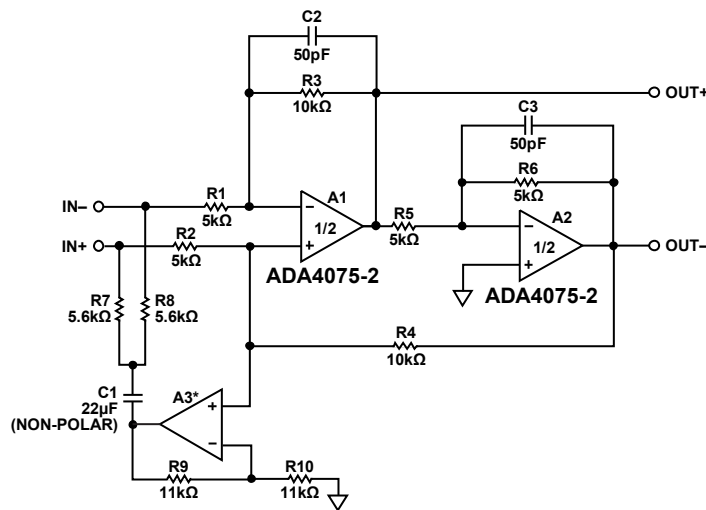 C2
50pF
R3
10kΩ
OUT+
C3
50pF
R6
5kΩ
IN–
R1
5kΩ
A1
–
1/2
+
R5
5kΩ
A2
–
1/2
+
OUT–
IN+
R2
5kΩ
ADA4075-2
ADA4075-2
R7
5.6kΩ
R8
5.6kΩ
R4
10kΩ
C1
22µF
(NON-POLAR)
A3*
+
–
R9
11kΩ
R10
11kΩ